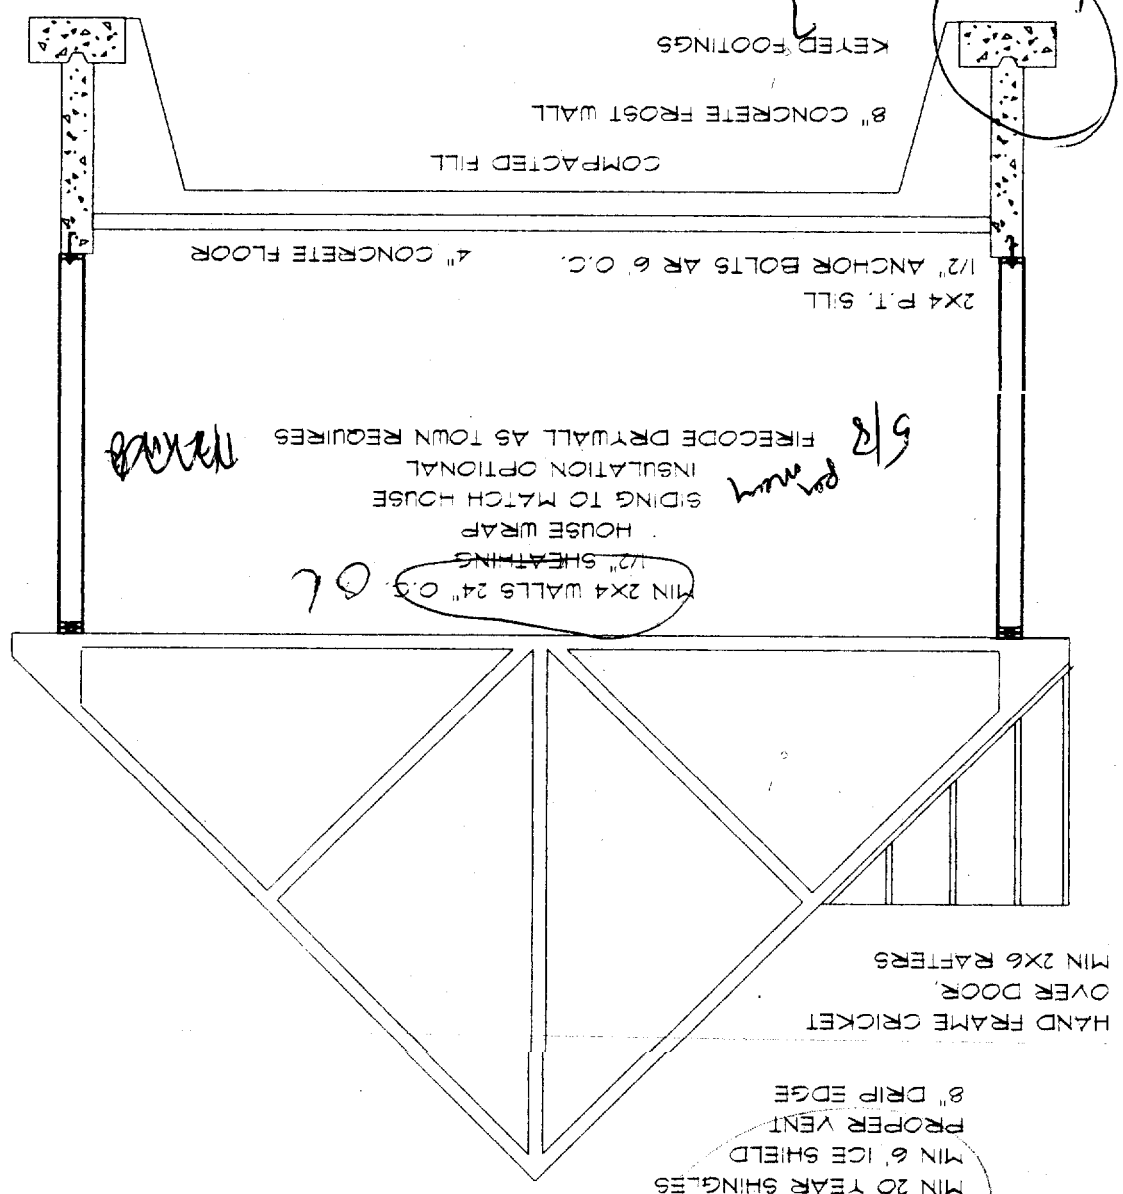 MIN 20 YEAR SHINGLES
MIN 6' ICE SHIELD
PROPER VENT
8" DRIP EDGE
HAND FRAME CRICKET
OVER DOOR,
MIN 2X6 RAFTERS
MIN 2X4 WALLS 24" O.C.
1/2" SHEATHING
HOUSE WRAP
SIDING TO MATCH HOUSE
INSULATION OPTIONAL
FIRECODE DRYWALL AS TOWN REQUIRES
5/8
2X4 P.T. SILL
1/2" ANCHOR BOLTS AR 6' O.C.
4" CONCRETE FLOOR
COMPACTED FILL
8" CONCRETE FROST WALL
KEYED FOOTINGS